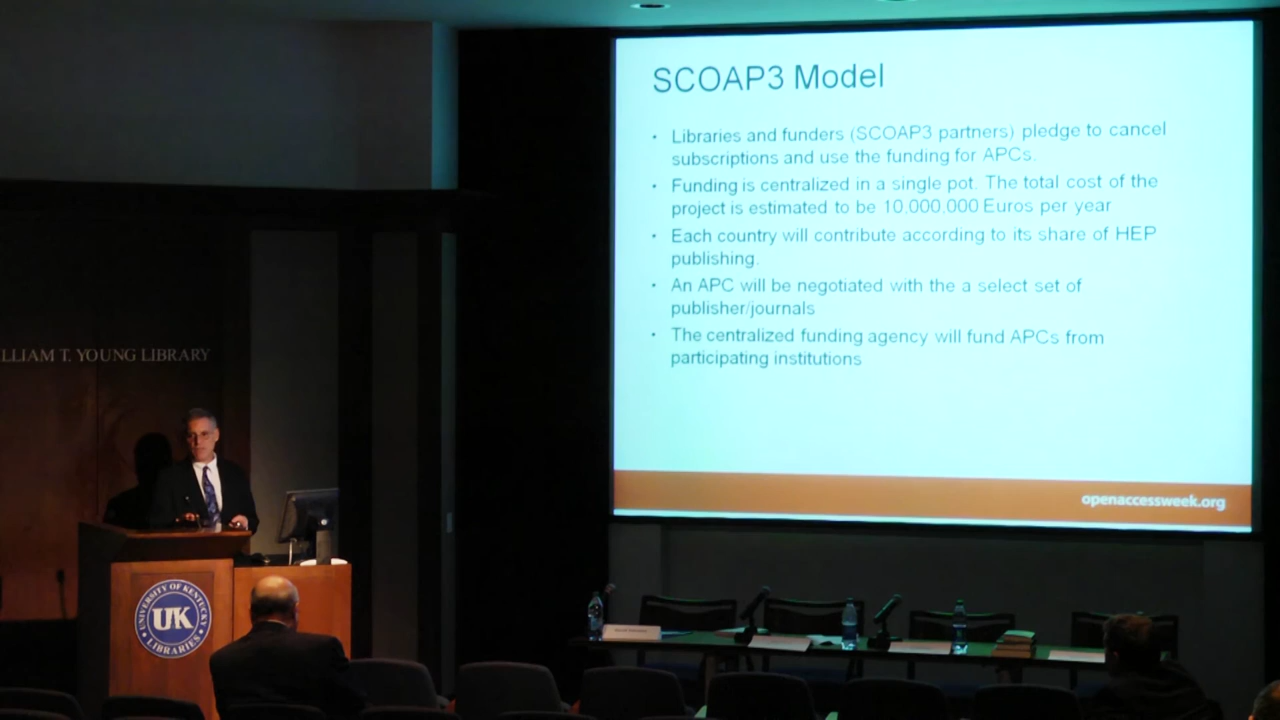 SCOAP3 Model
• Libraries and funders (SCOAP3 partners) pledge to cancel
subscriptions and use the funding for APCs.
• Funding is centralized in a single pot. The total cost of the
project is estimated to be 10,000,000 Euros per year
• Each country will contribute according to its share of HEP
publishing.
• An APC will be negotiated with the a select set of
publisher/journals
• The centralized funding agency will fund APCs from
participating institutions
openaccessweek.org
LLIAM T. YOUNG LIBRARY
UNIVERSITY OF KENTUCKY
UK
LIBRARIES